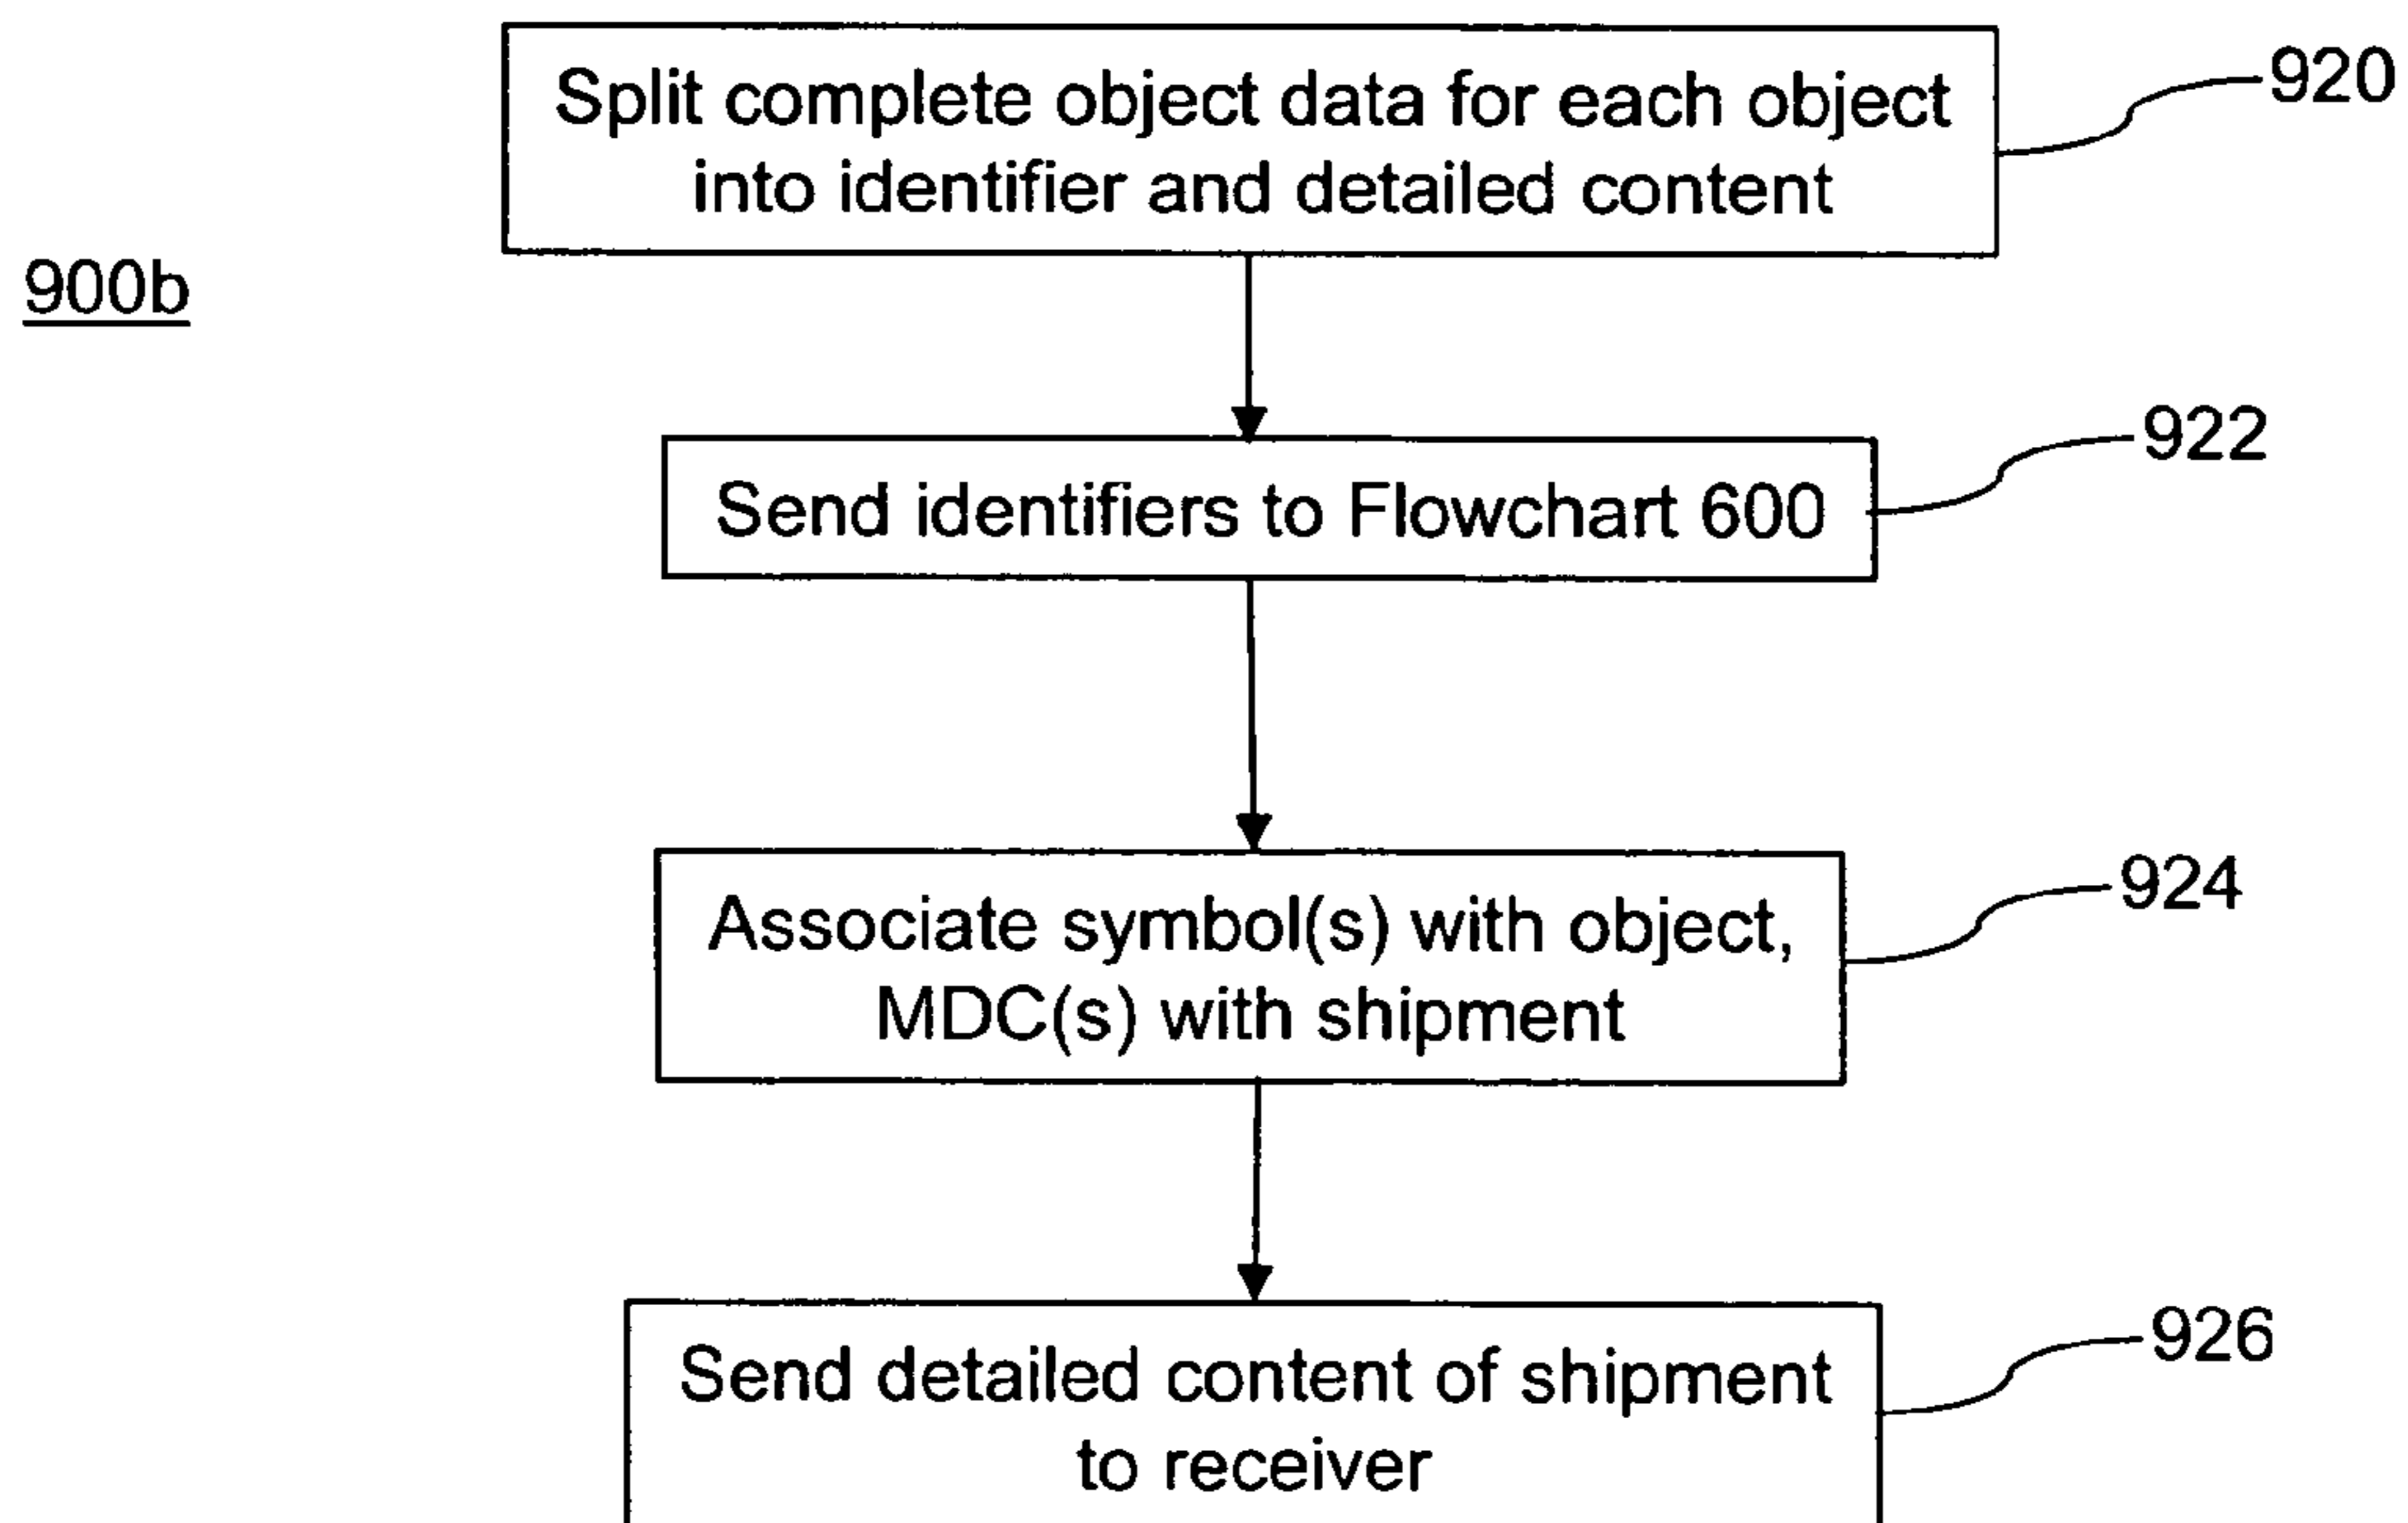 Split complete object data for each object
into identifier and detailed content
920
900b
Send identifiers to Flowchart 600
922
Associate symbol(s) with object,
MDC(s) with shipment
924
Send detailed content of shipment
to receiver
926